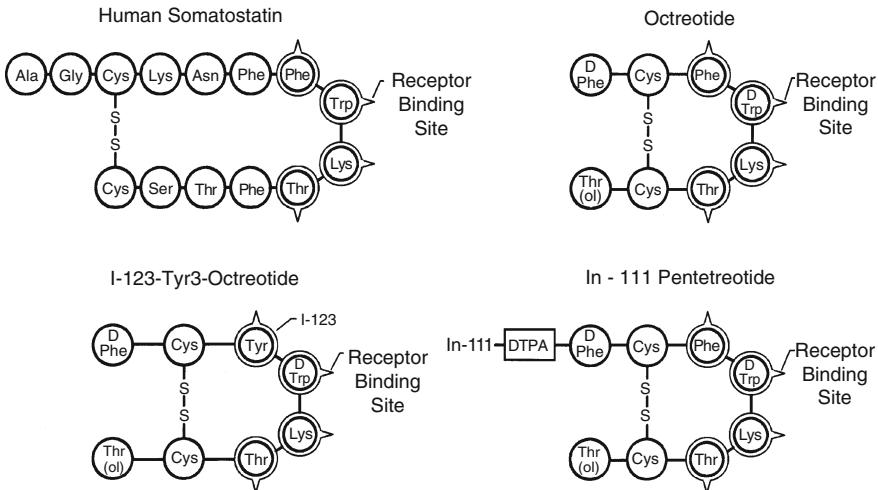 Human Somatostatin
Ala Gly Cys Lys Asn Phe Phe
Trp
Receptor
Binding
Site
S
S
Lys
Cys Ser Thr Phe Thr
Octreotide
D
Phe
Cys
Phe
D
Trp
Receptor
Binding
Site
S
S
Lys
Thr
(ol)
Cys
Thr
I-123-Tyr3-Octreotide
D
Phe
Cys
Tyr
I-123
D
Trp
Receptor
Binding
Site
S
S
Lys
Thr
(ol)
Cys
Thr
In - 111 Pentetreotide
In-111
DTPA
D
Phe
Cys
Phe
D
Trp
Receptor
Binding
Site
S
S
Lys
Thr
(ol)
Cys
Thr